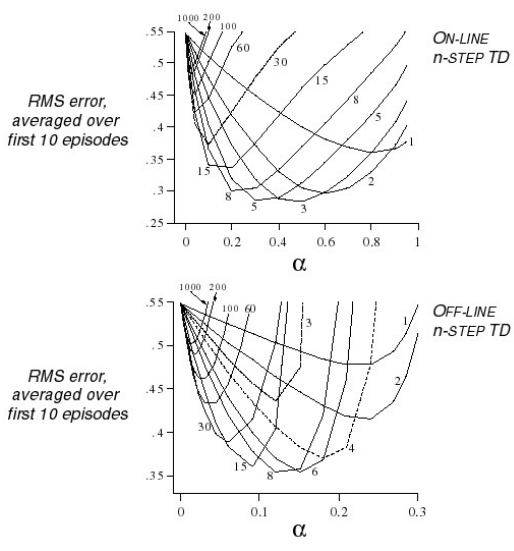 1000 200 100
60
30
15
8
5
1
2
3
5
8
15
.55
.5
.45
.4
.35
.3
.25
0 0.2 0.4 0.6 0.8 1
α
RMS error,
averaged over
first 10 episodes
ON-LINE
n-STEP TD
1000 200
100 60
3
1
2
4
6
8
15
30
.55
.5
.45
.4
.35
0 0.1 0.2 0.3
α
RMS error,
averaged over
first 10 episodes
OFF-LINE
n-STEP TD